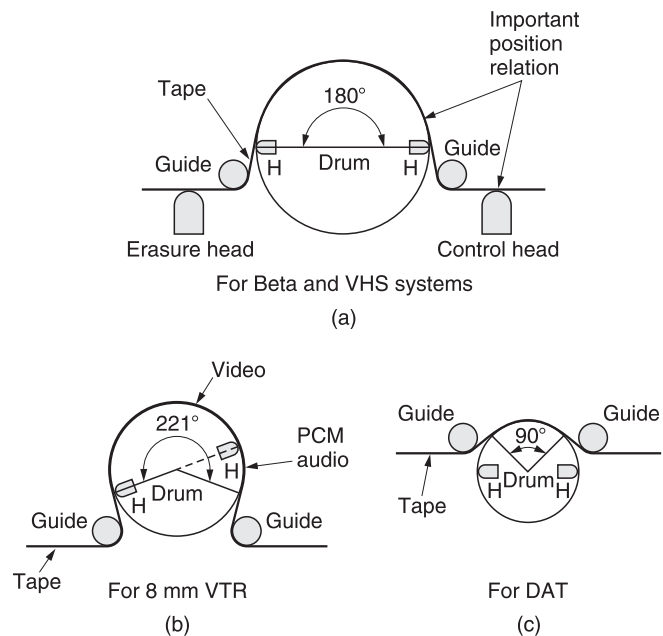 Important
position
relation
Tape
180°
Guide
H
Drum
H
Guide
Erasure head
Control head
For Beta and VHS systems
(a)
Video
221°
PCM
audio
H
H
Drum
Guide
Guide
Tape
For 8 mm VTR
(b)
Guide
Guide
90°
H
Drum
H
Tape
For DAT
(c)